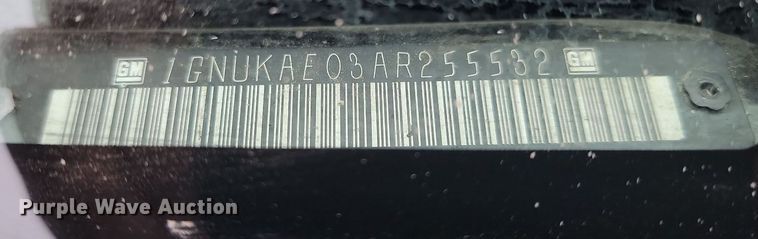 GM 1GNUKAE03AR255532 GM
Purple Wave Auction